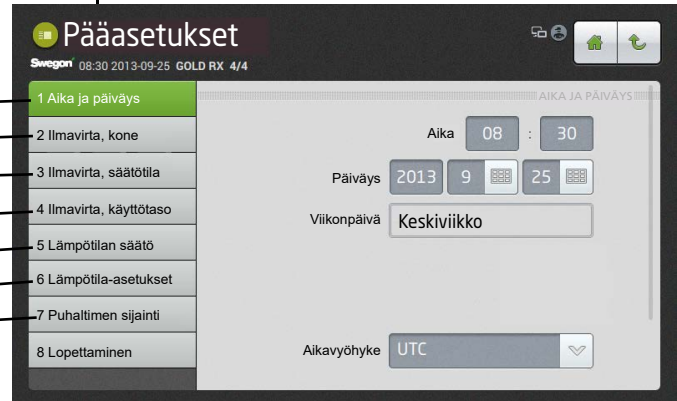 Pääasetukset
Swegon 08:30 2013-09-25 GOLD RX 4/4
1 Aika ja päiväys
2 Ilmavirta, kone
3 Ilmavirta, säätötila
4 Ilmavirta, käyttötaso
5 Lämpötilan säätö
6 Lämpötila-asetukset
7 Puhaltimen sijainti
8 Lopettaminen
AIKA JA PÄIVÄYS
Aika 08 : 30
Päiväys 2013 9 25
Viikonpäivä Keskiviikko
Aikavyöhyke UTC